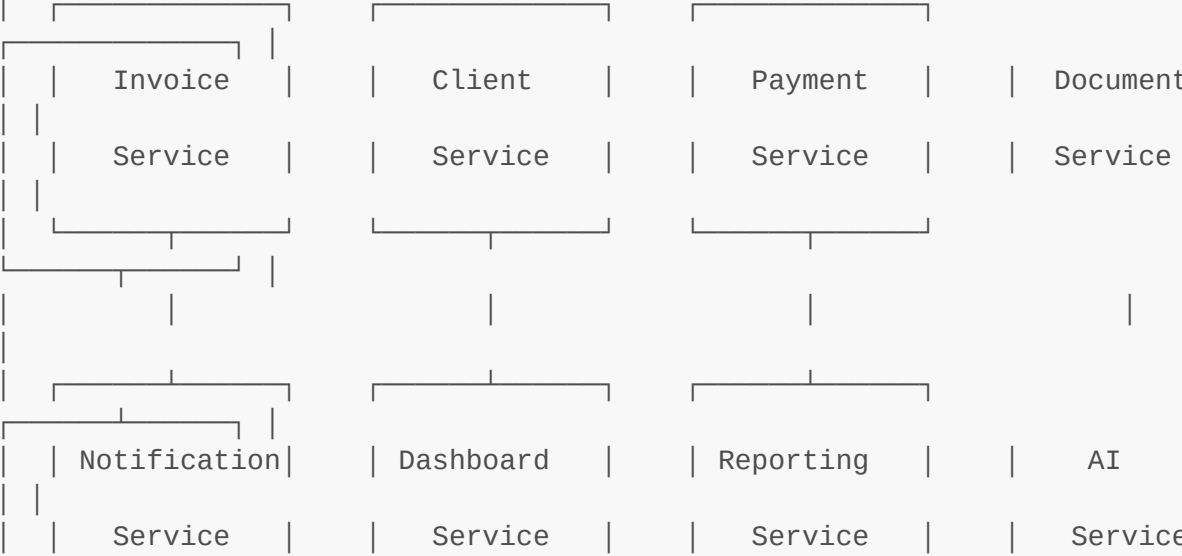 │  ┌─────────────┐    ┌─────────────┐    ┌─────────────┐
┌─────────────┐ │
│  │   Invoice   │    │   Client    │    │   Payment   │    │  Document
│ │
│  │   Service   │    │   Service   │    │   Service   │    │  Service
│ │
│  └──────┬──────┘    └──────┬──────┘    └──────┬──────┘
└──────┬──────┘ │
│         │                  │                  │                  │
│
│  ┌──────┴──────┐    ┌──────┴──────┐    ┌──────┴──────┐
┌──────┴──────┐ │
│  │ Notification│    │ Dashboard   │    │ Reporting   │    │    AI
│ │
│  │   Service   │    │   Service   │    │   Service   │    │   Service